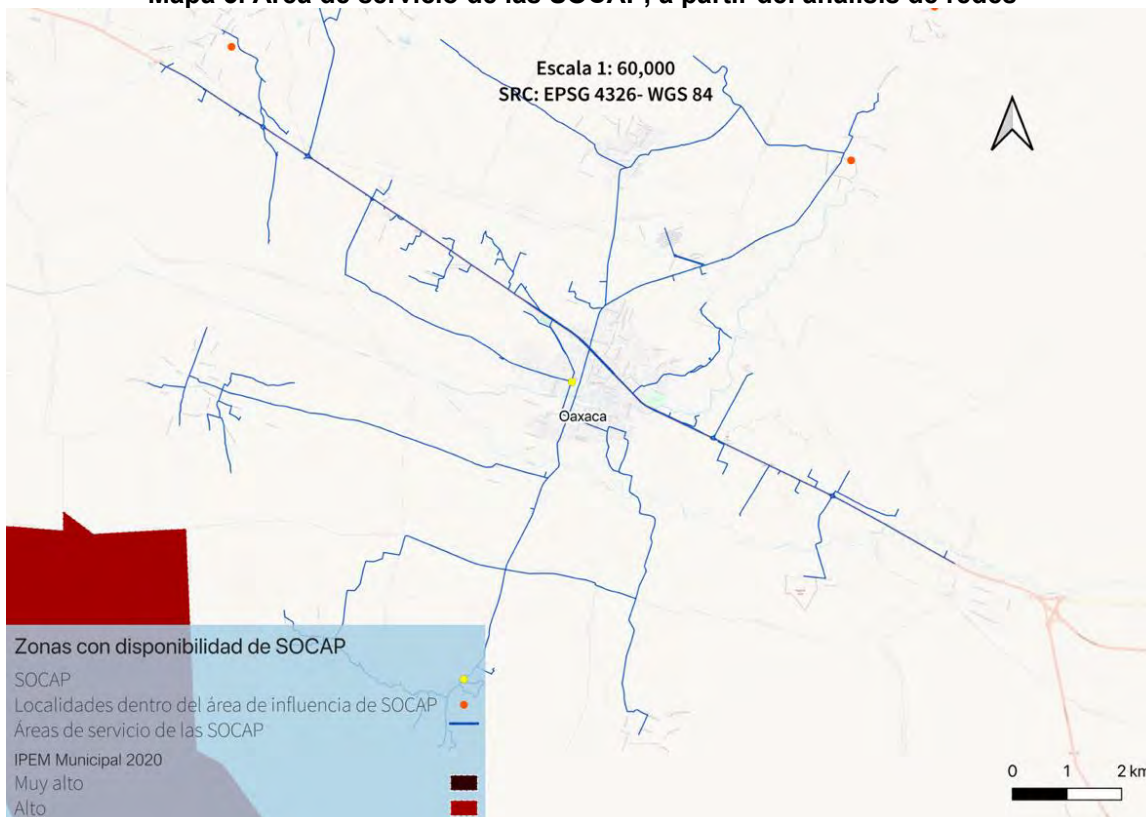 Mapa 6. Área de servicio de las SOCAP, a partir del análisis de redes
Escala 1: 60,000
SRC: EPSG 4326- WGS 84
Oaxaca
Zonas con disponibilidad de SOCAP
SOCAP
Localidades dentro del área de influencia de SOCAP
Áreas de servicio de las SOCAP
IPEM Municipal 2020
Muy alto
Alto
0 1 2 km